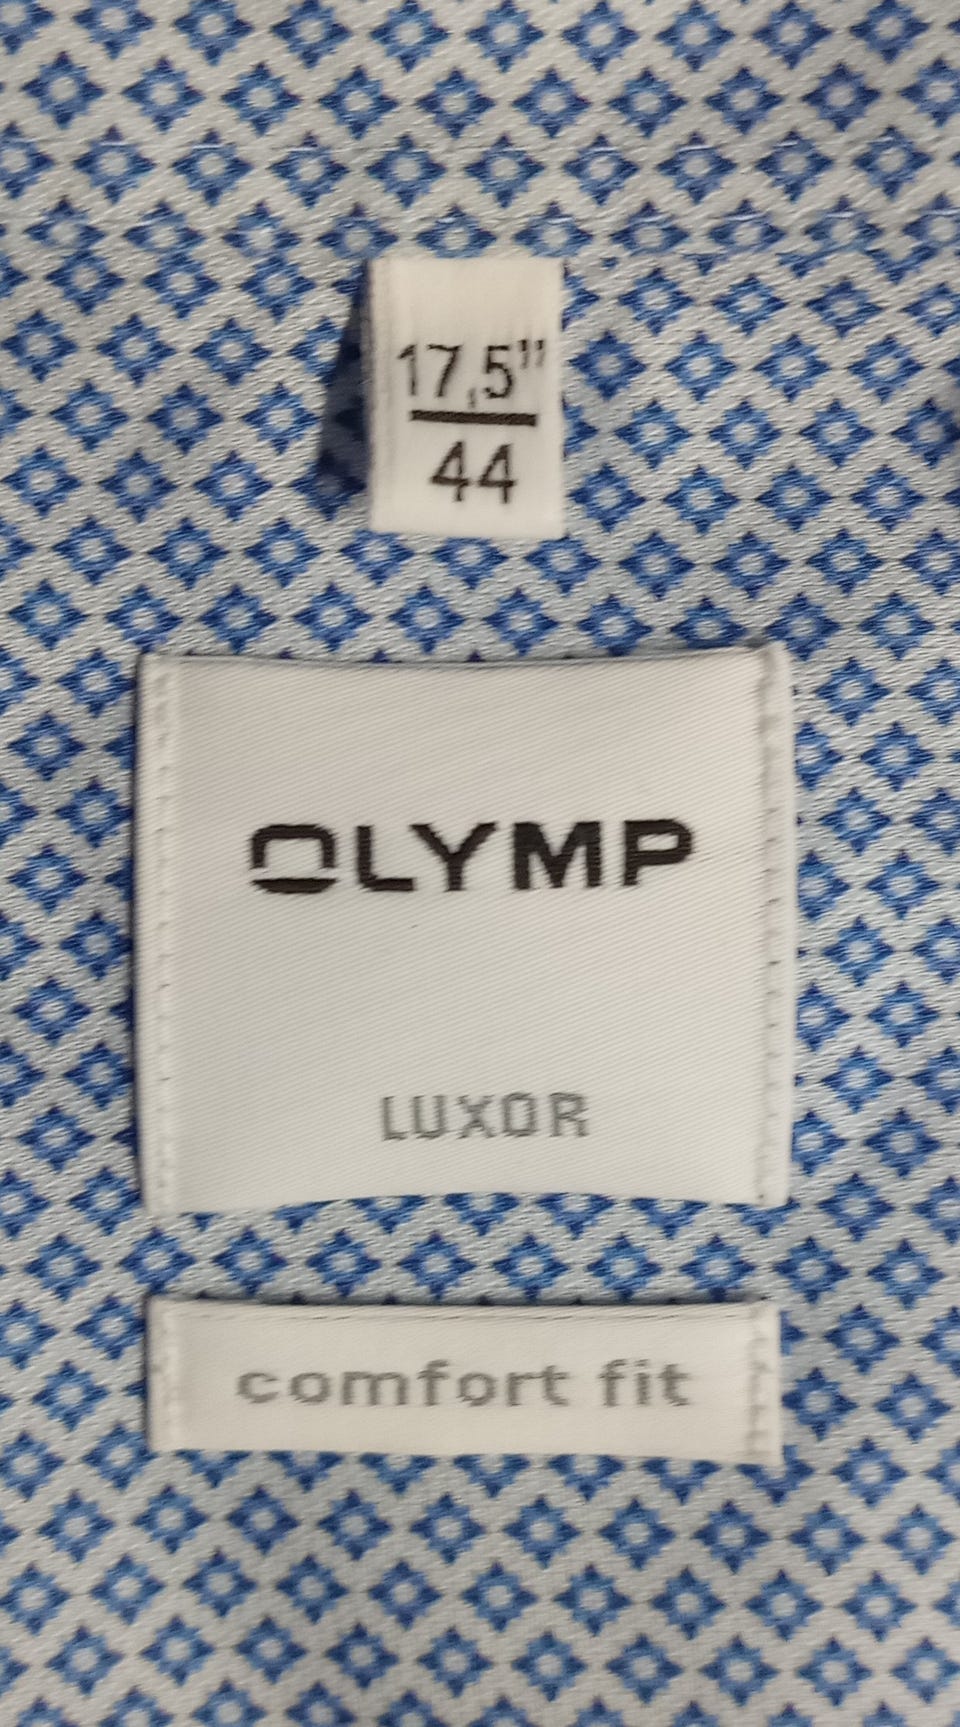 17,5"
44
OLYMP
LUXOR
comfort fit